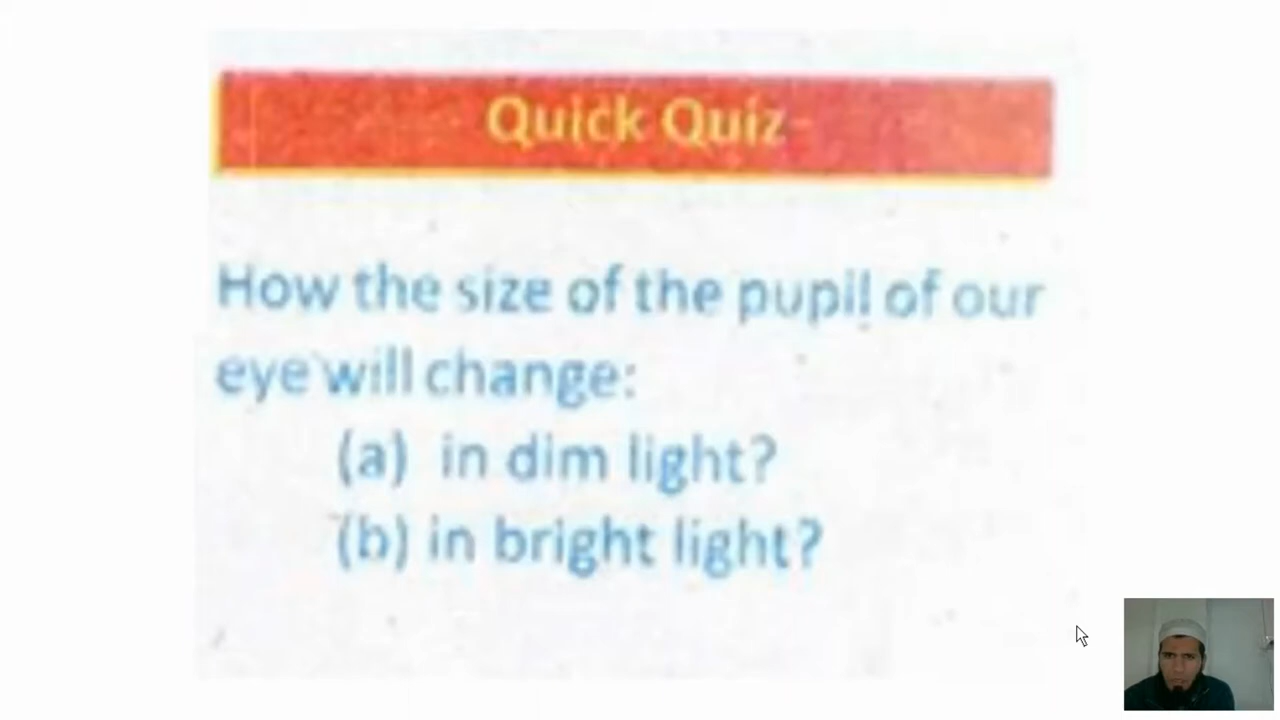 Quick Quiz
How the size of the pupil of our
eye will change:
(a) in dim light?
(b) in bright light?